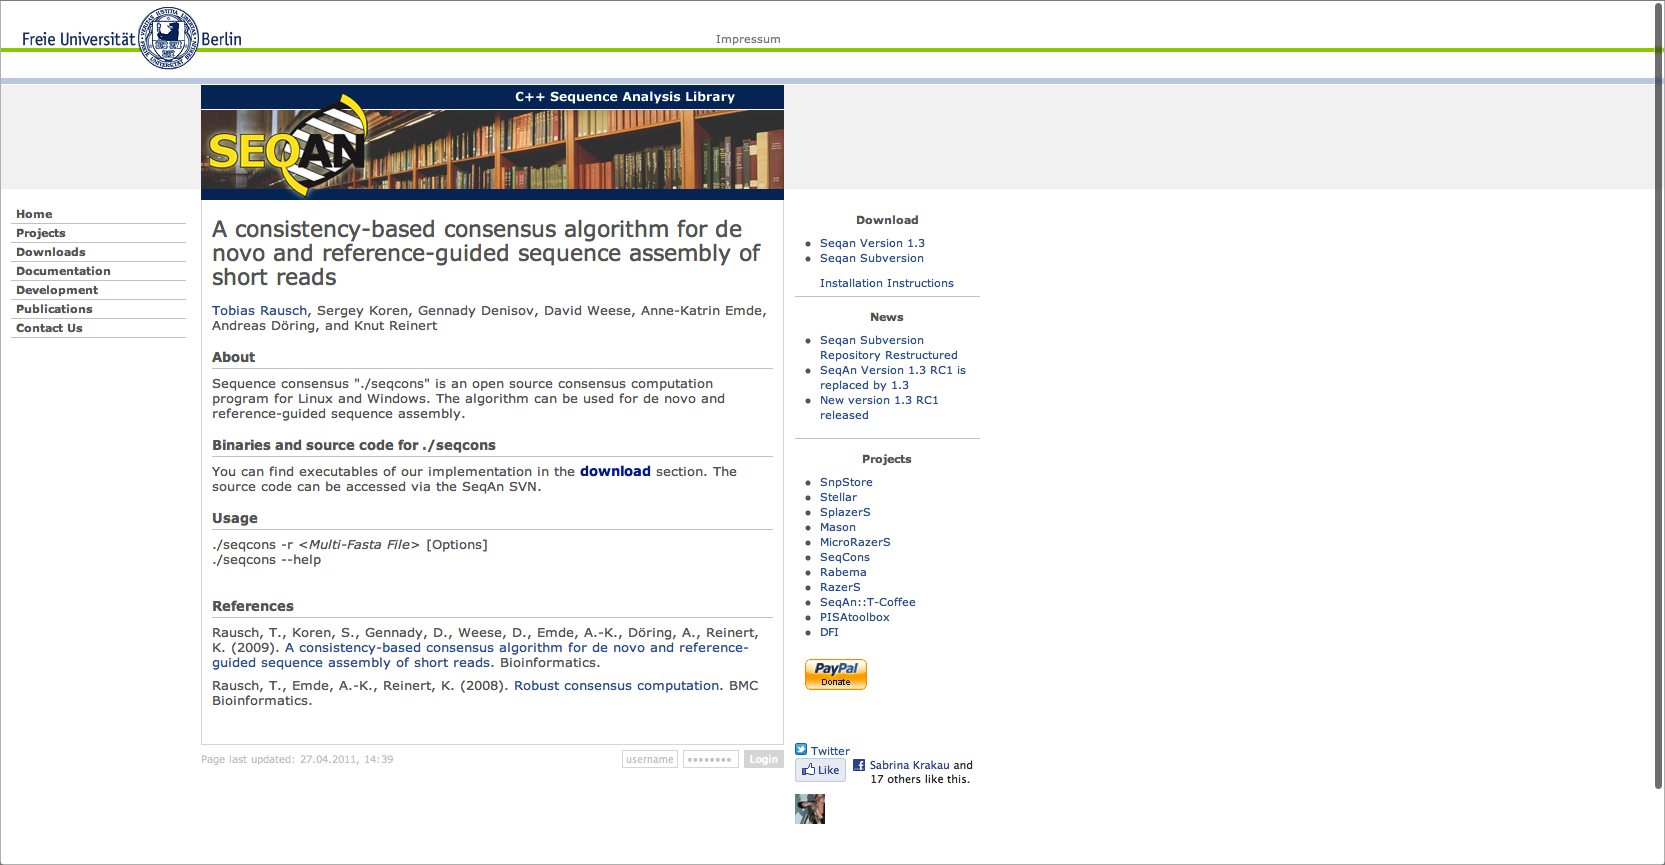 Freie Universität Berlin
Impressum
C++ Sequence Analysis Library
SEQAN
Home
Projects
Downloads
Documentation
Development
Publications
Contact Us
A consistency-based consensus algorithm for de
novo and reference-guided sequence assembly of
short reads
Tobias Rausch, Sergey Koren, Gennady Denisov, David Weese, Anne-Katrin Emde,
Andreas Döring, and Knut Reinert
About
Sequence consensus "./seqcons" is an open source consensus computation
program for Linux and Windows. The algorithm can be used for de novo and
reference-guided sequence assembly.
Binaries and source code for ./seqcons
You can find executables of our implementation in the download section. The
source code can be accessed via the SeqAn SVN.
Usage
./seqcons -r <Multi-Fasta File> [Options]
./seqcons --help
References
Rausch, T., Koren, S., Gennady, D., Weese, D., Emde, A.-K., Döring, A., Reinert,
K. (2009). A consistency-based consensus algorithm for de novo and reference-
guided sequence assembly of short reads. Bioinformatics.
Rausch, T., Emde, A.-K., Reinert, K. (2008). Robust consensus computation. BMC
Bioinformatics.
Page last updated: 27.04.2011, 14:39
username
••••••••
Login
Download
Seqan Version 1.3
Seqan Subversion
Installation Instructions
News
Seqan Subversion
Repository Restructured
SeqAn Version 1.3 RC1 is
replaced by 1.3
New version 1.3 RC1
released
Projects
SnpStore
Stellar
SplazerS
Mason
MicroRazerS
SeqCons
Rabema
RazerS
SeqAn::T-Coffee
PISAtoolbox
DFI
PayPal
Donate
Twitter
Like
Sabrina Krakau and
17 others like this.